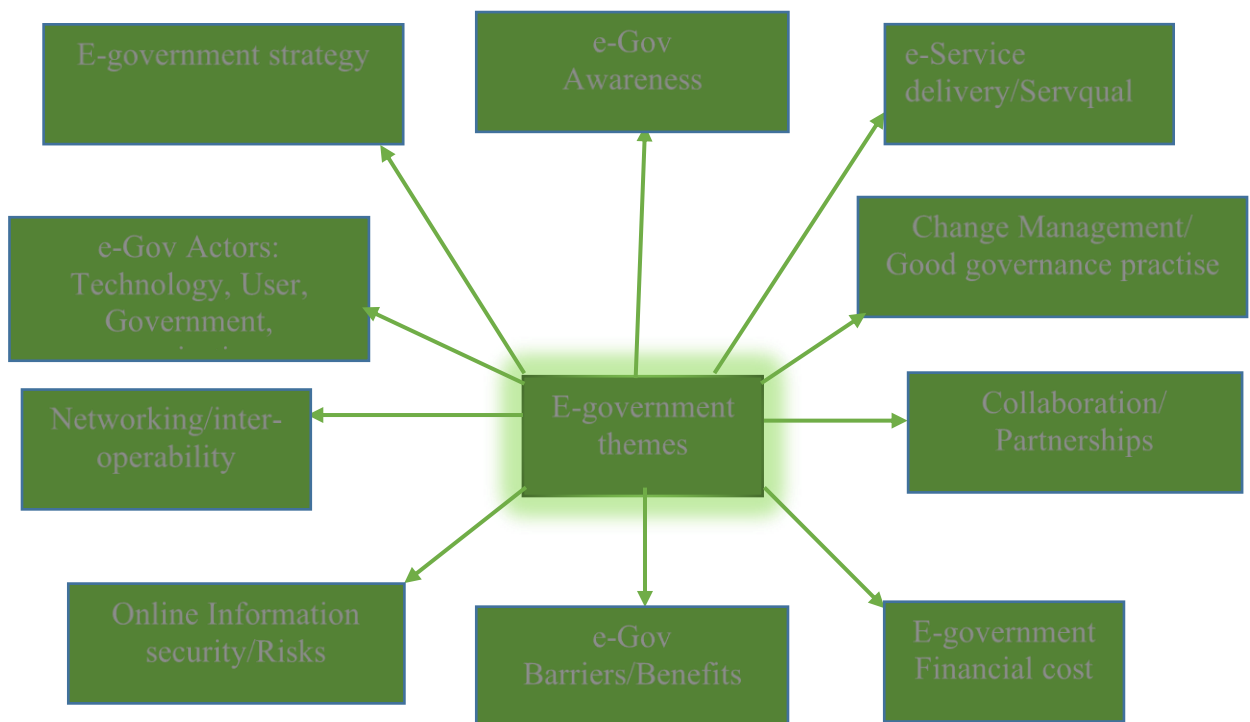 E-government strategy
e-Gov
Awareness
e-Service
delivery/Servqual
e-Gov Actors:
Technology, User,
Government,
Change Management/
Good governance practise
Networking/inter-
operability
E-government
themes
Collaboration/
Partnerships
Online Information
security/Risks
e-Gov
Barriers/Benefits
E-government
Financial cost